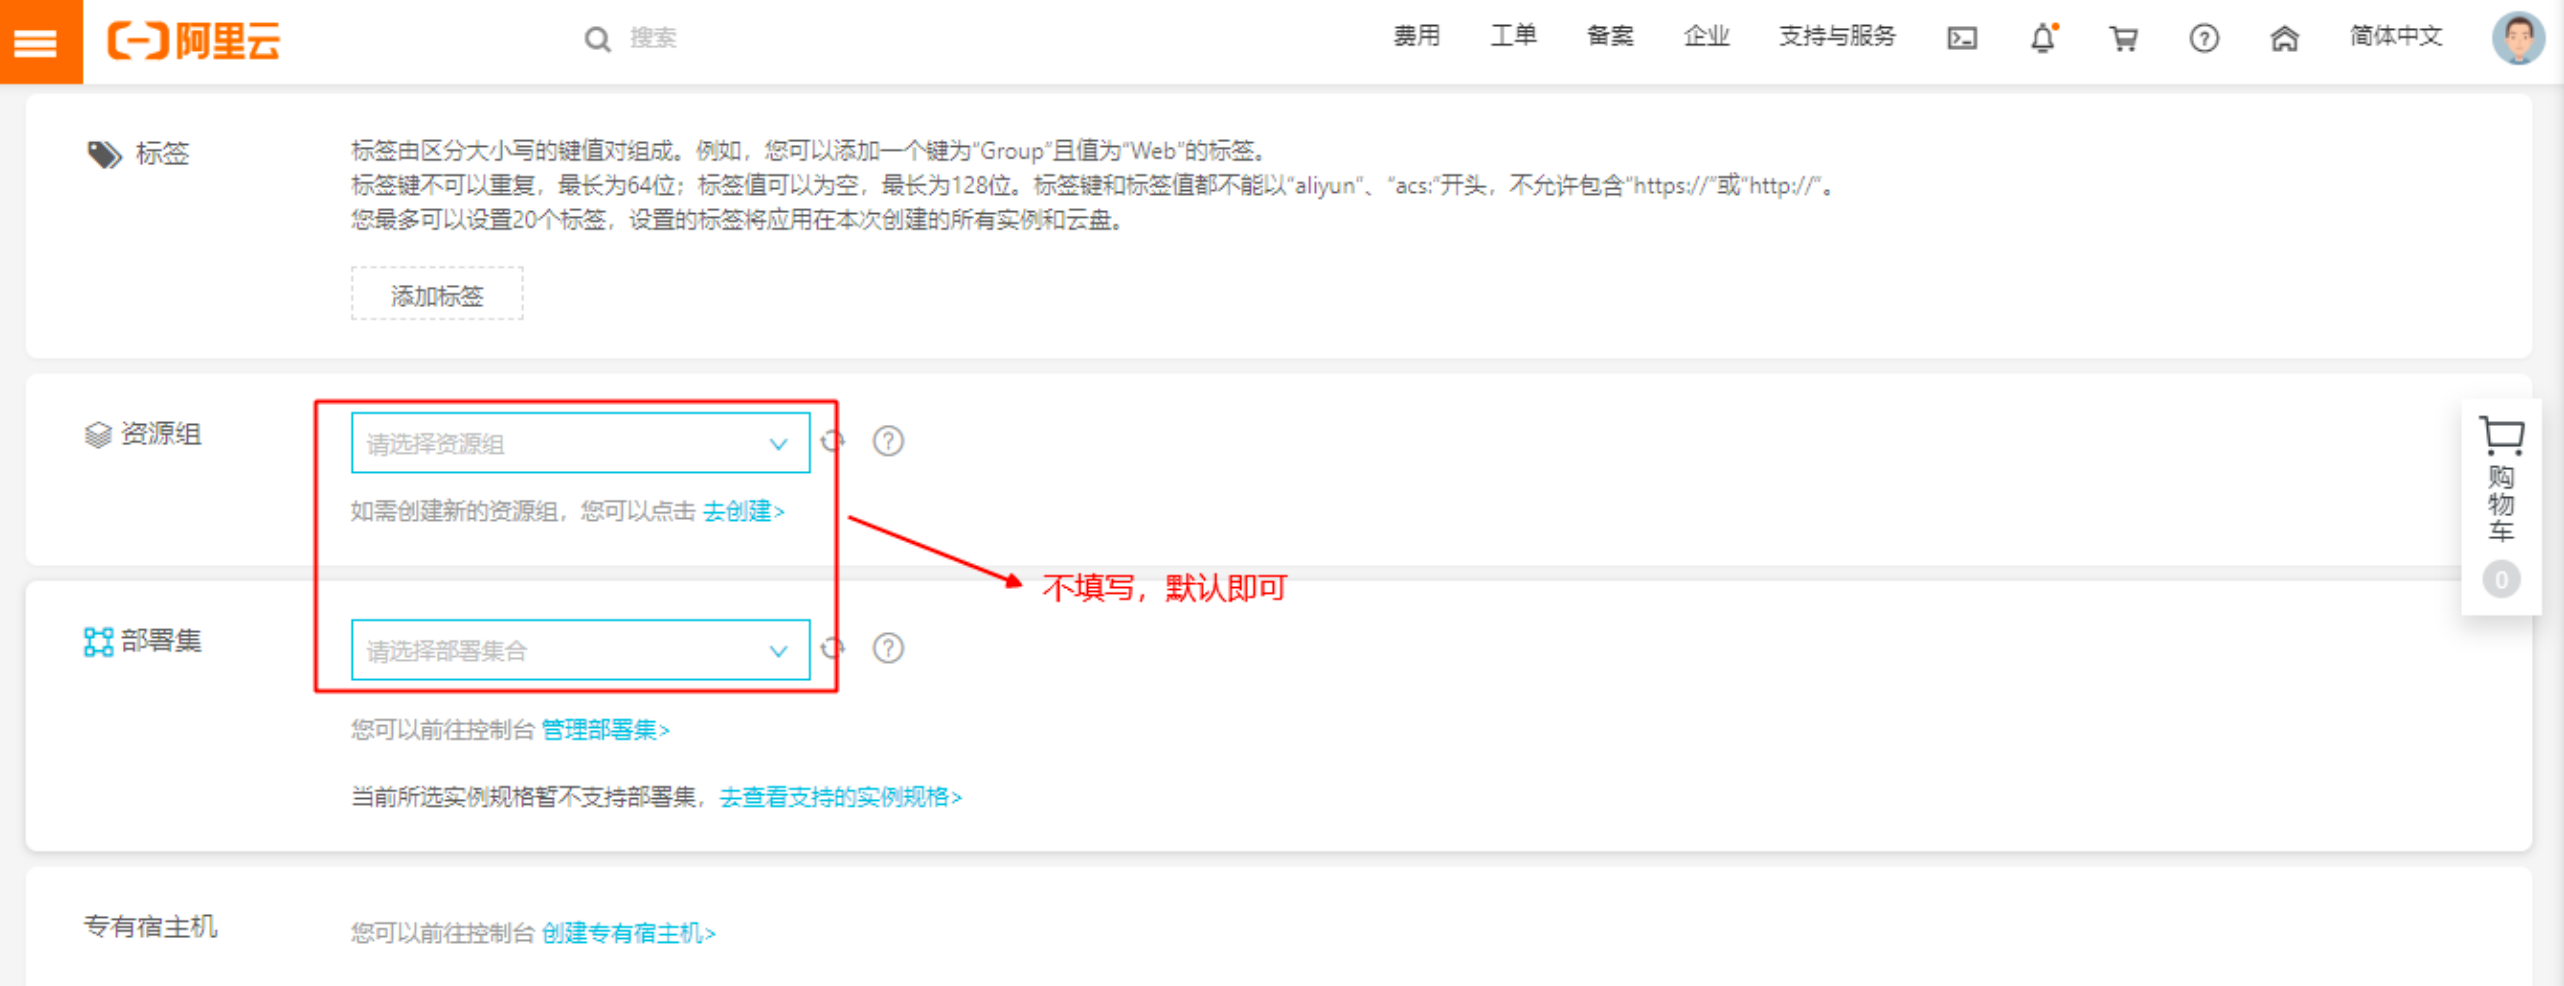 阿里云
搜索
费用 工单 备案 企业 支持与服务 简体中文
标签
标签由区分大小写的键值对组成。例如，您可以添加一个键为“Group”且值为“Web”的标签。
标签键不可以重复，最长为64位；标签值可以为空，最长为128位。标签键和标签值都不能以“aliyun”、“acs:”开头，不允许包含“https://”或“http://”。
您最多可以设置20个标签，设置的标签将应用在本次创建的所有实例和云盘。
添加标签
资源组
请选择资源组
如需创建新的资源组，您可以点击 去创建>
不填写，默认即可
部署集
请选择部署集合
您可以前往控制台 管理部署集>
当前所选实例规格暂不支持部署集，去查看支持的实例规格>
专有宿主机
您可以前往控制台 创建专有宿主机>
购物车
0